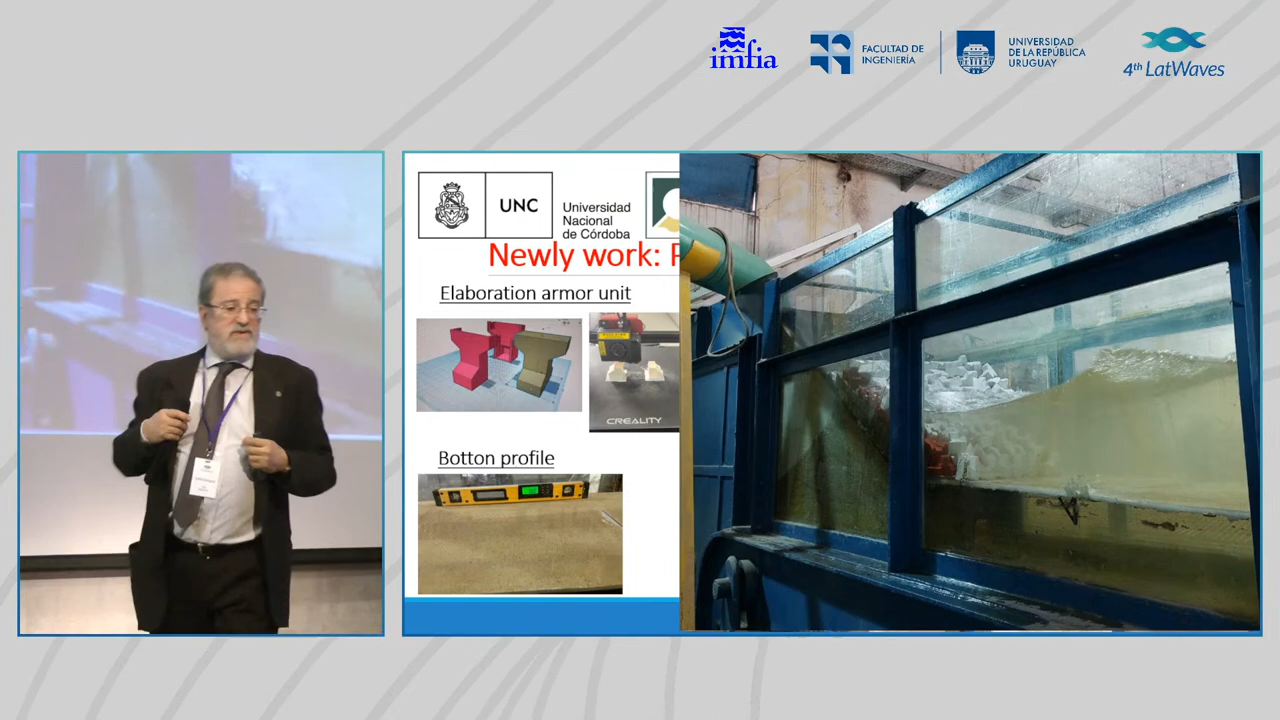 imfia
FACULTAD DE
INGENIERÍA
UNIVERSIDAD
DE LA REPÚBLICA
URUGUAY
4th LatWaves
UNC
Universidad
Nacional
de Córdoba
Newly work:
Elaboration armor unit
CREALITY
Botton profile